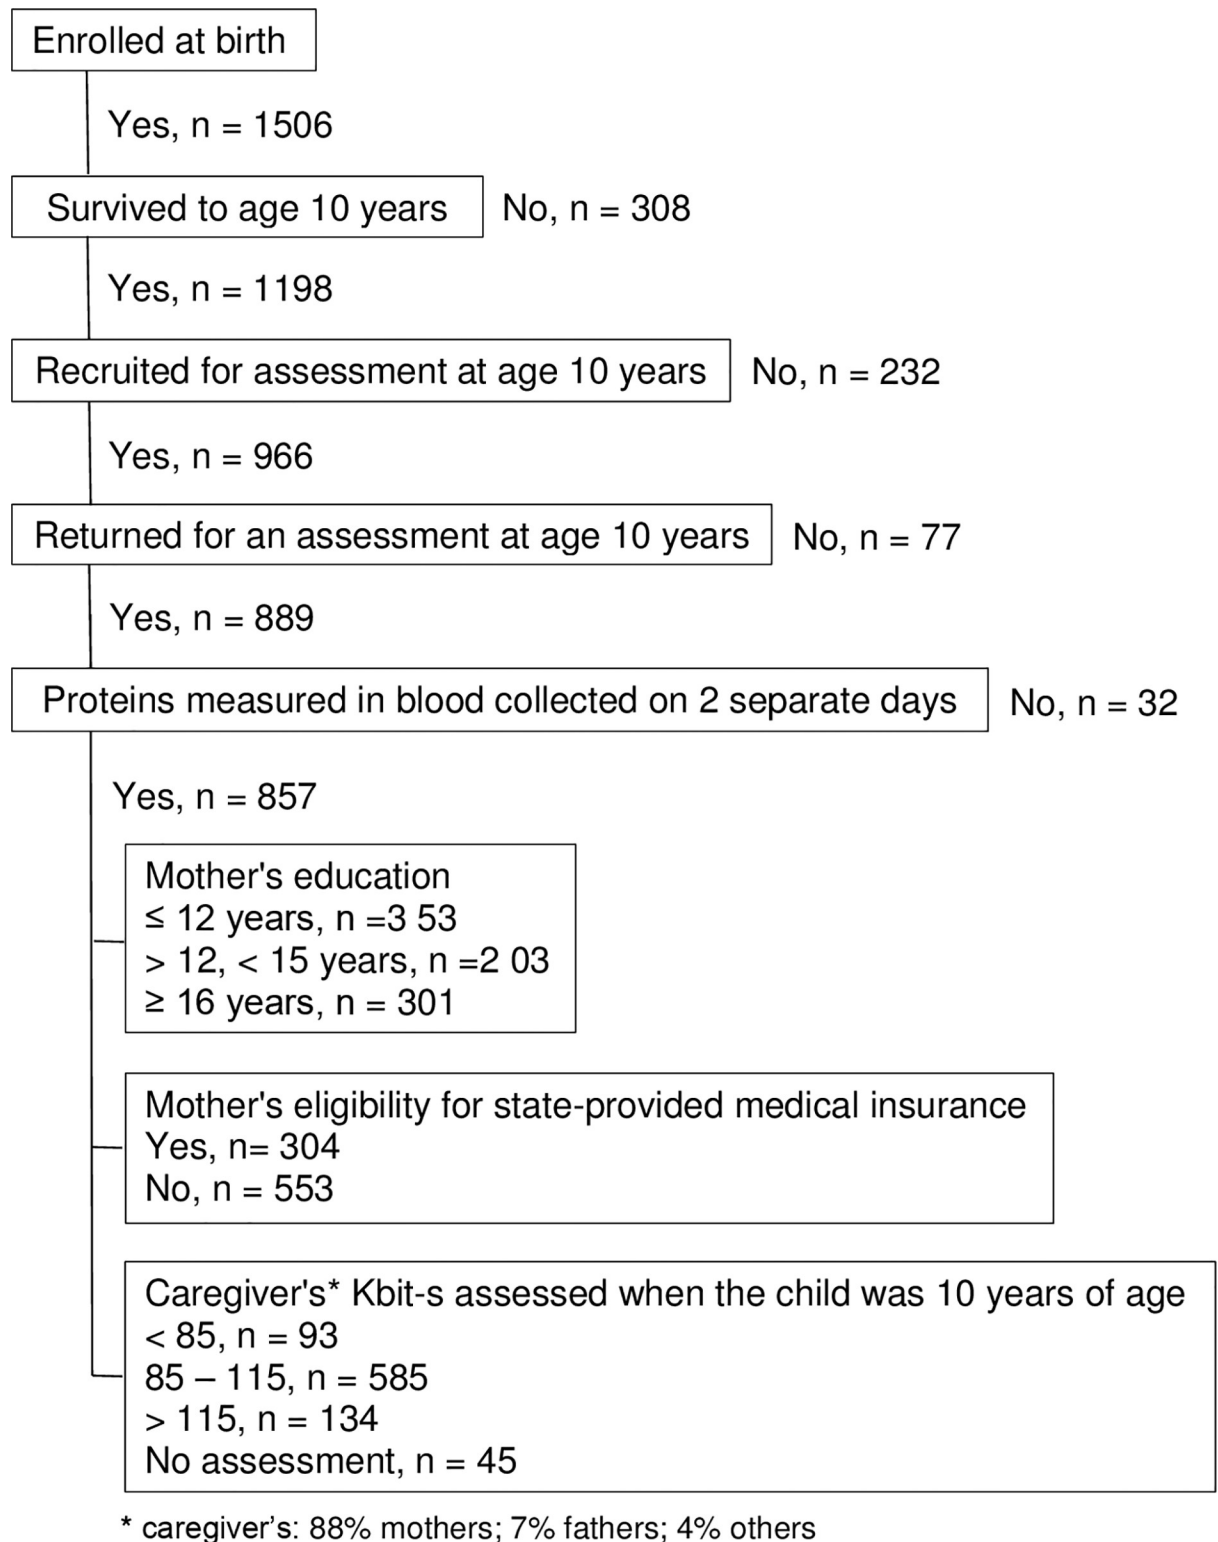 Enrolled at birth
Yes, n = 1506
Survived to age 10 years No, n = 308
Yes, n = 1198
Recruited for assessment at age 10 years No, n = 232
Yes, n = 966
Returned for an assessment at age 10 years No, n = 77
Yes, n = 889
Proteins measured in blood collected on 2 separate days No, n = 32
Yes, n = 857
Mother's education
≤ 12 years, n =3 53
> 12, < 15 years, n =2 03
≥ 16 years, n = 301
Mother's eligibility for state-provided medical insurance
Yes, n= 304
No, n = 553
Caregiver's* Kbit-s assessed when the child was 10 years of age
< 85, n = 93
85 – 115, n = 585
> 115, n = 134
No assessment, n = 45
* caregiver’s: 88% mothers; 7% fathers; 4% others